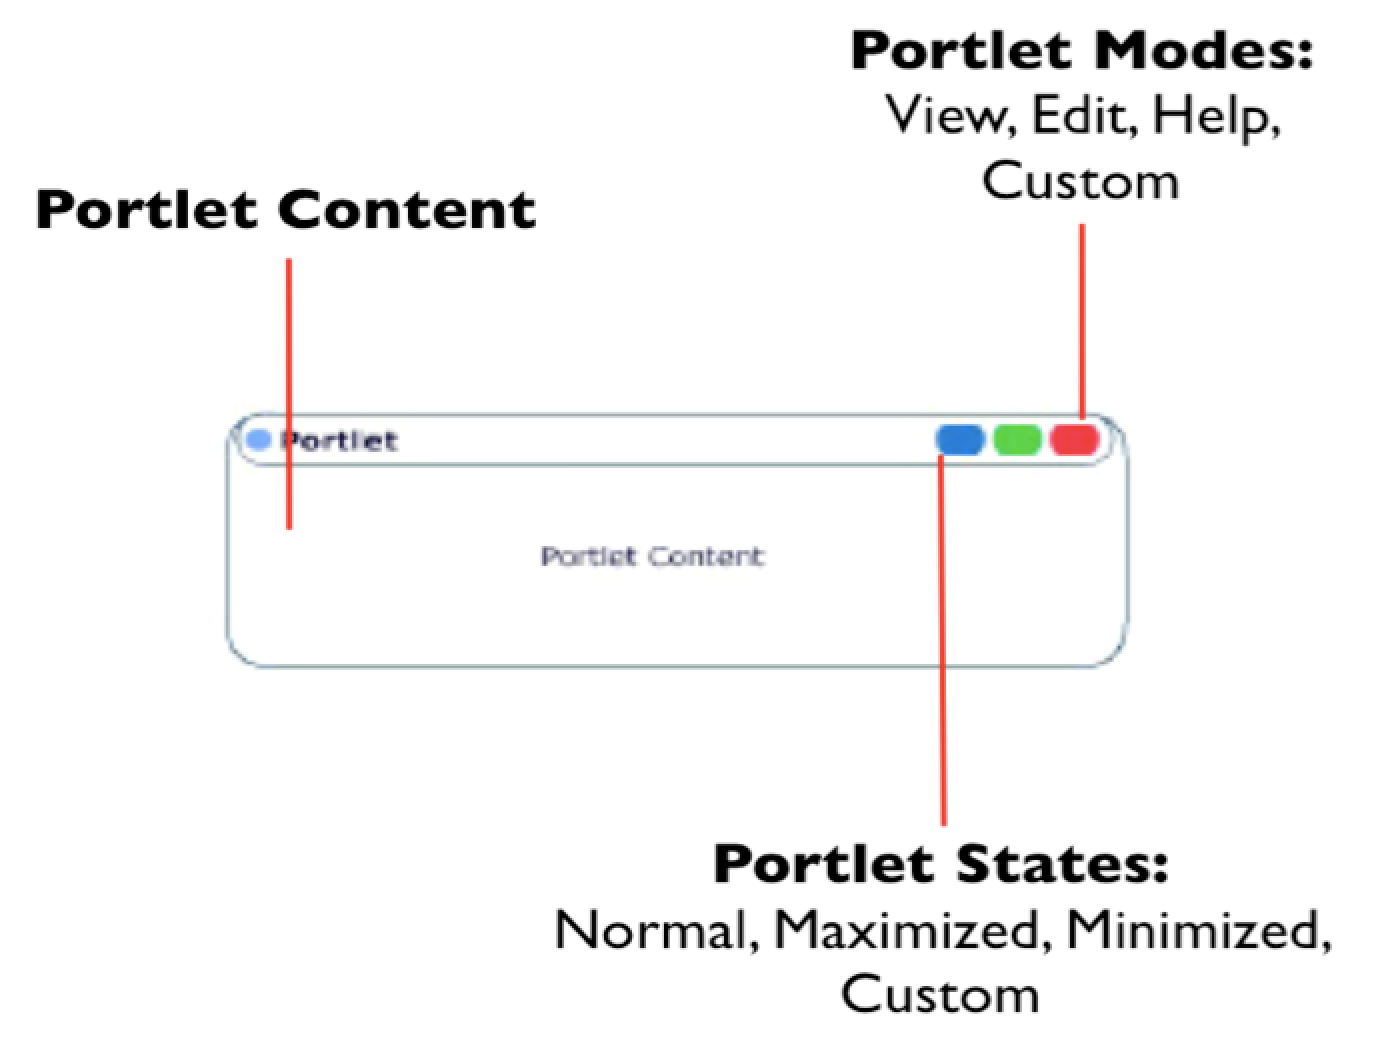 Portlet Modes:
View, Edit, Help,
Custom
Portlet Content
Portlet
Portlet Content
Portlet States:
Normal, Maximized, Minimized,
Custom